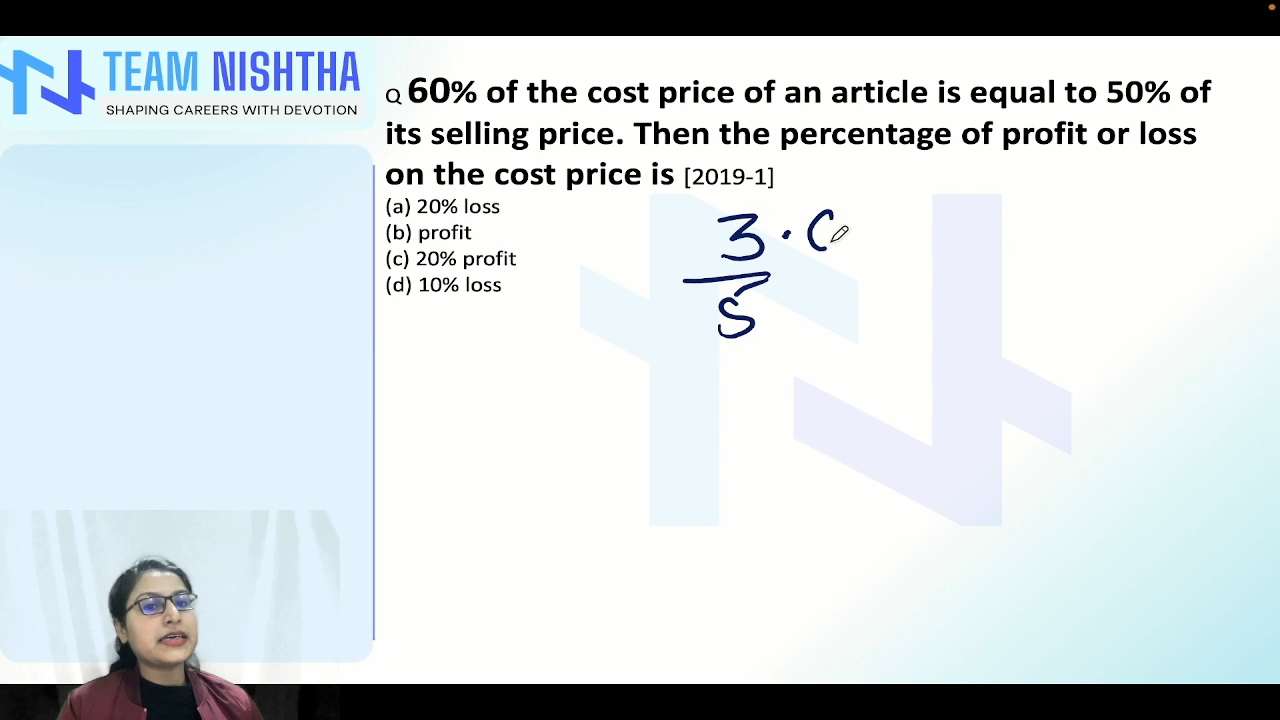 TEAM NISHTHA
SHAPING CAREERS WITH DEVOTION
Q 60% of the cost price of an article is equal to 50% of
its selling price. Then the percentage of profit or loss
on the cost price is [2019-1]
(a) 20% loss
(b) profit
(c) 20% profit
(d) 10% loss
3 . C
5